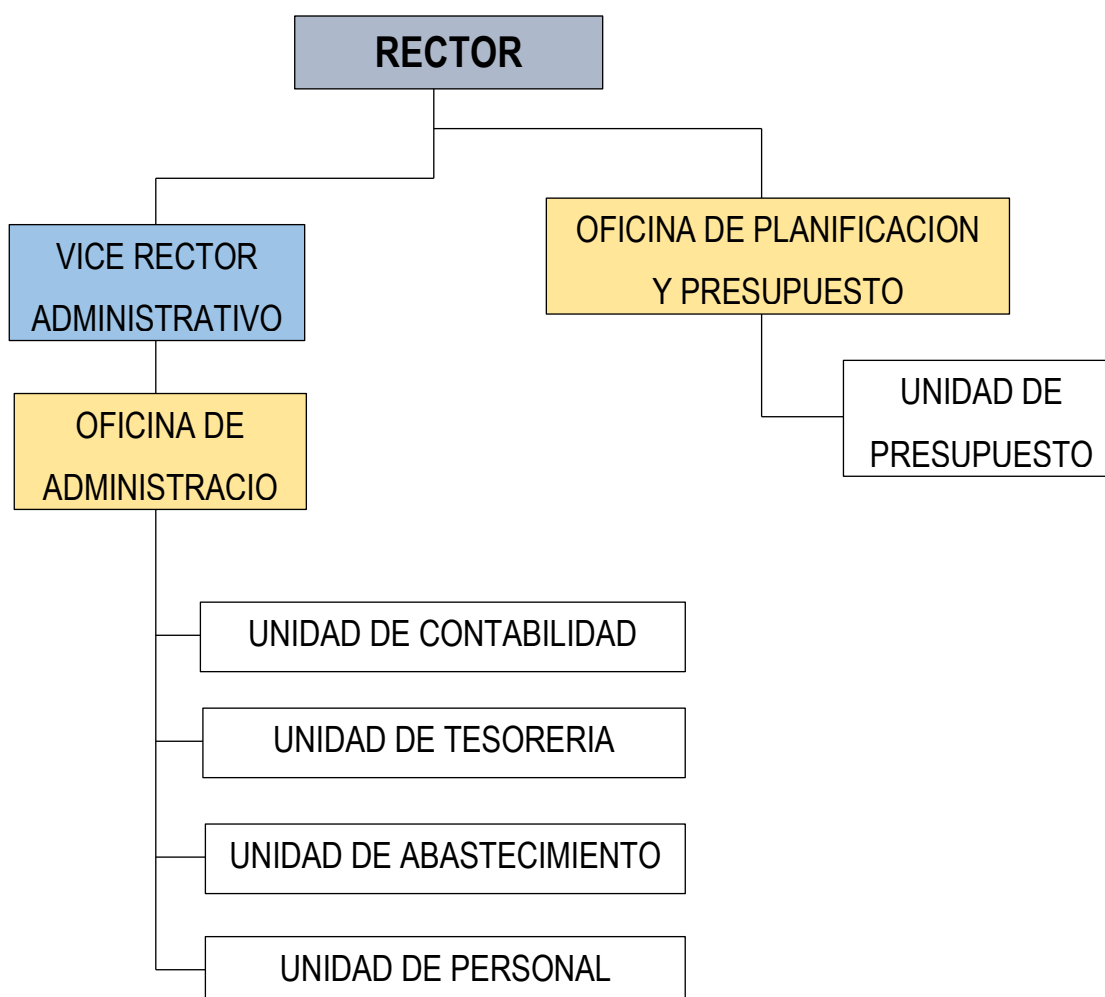 RECTOR
VICE RECTOR
ADMINISTRATIVO
OFICINA DE PLANIFICACION
Y PRESUPUESTO
UNIDAD DE
PRESUPUESTO
OFICINA DE
ADMINISTRACIO
UNIDAD DE CONTABILIDAD
UNIDAD DE TESORERIA
UNIDAD DE ABASTECIMIENTO
UNIDAD DE PERSONAL